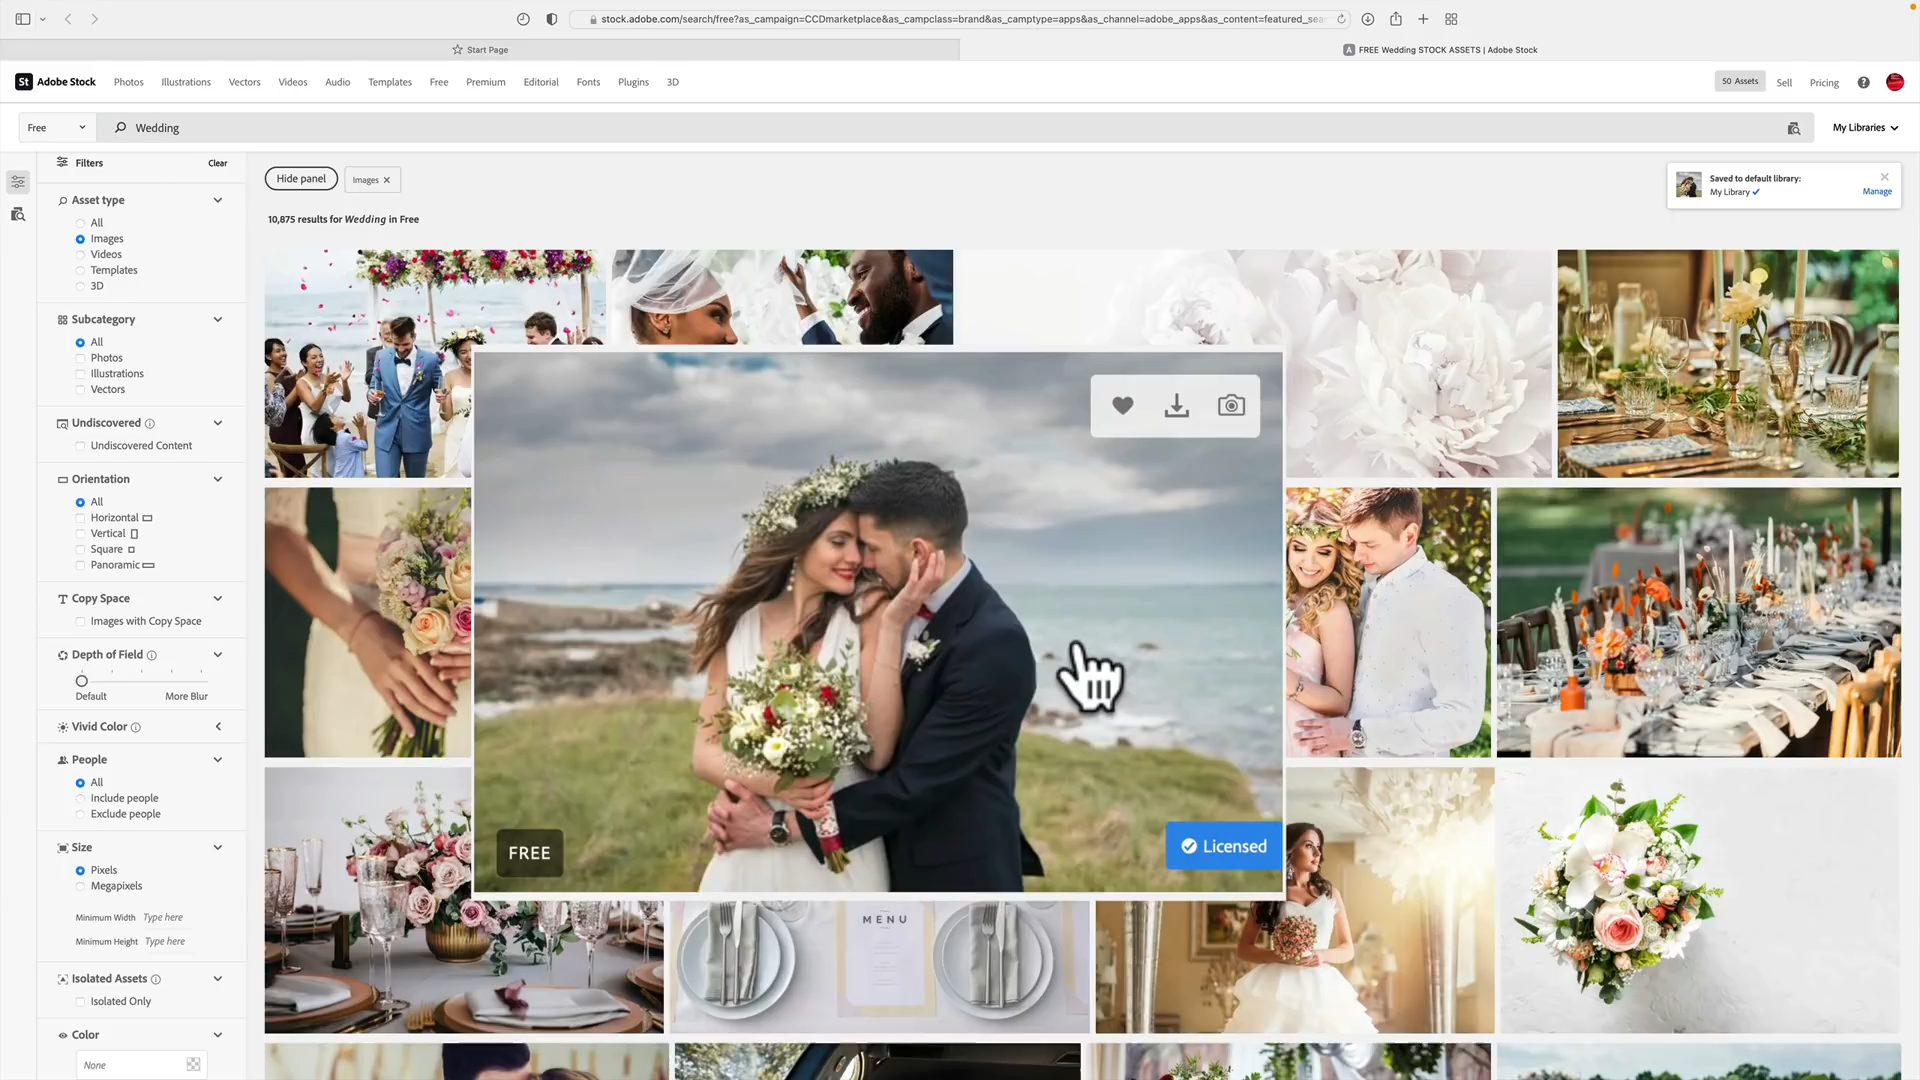 stock.adobe.com/search/free?as_campaign=CCDmarketplace&as_campclass=brand&as_camptype=apps&as_channel=adobe_apps&as_content=featured_sea
Start Page
A FREE Wedding STOCK ASSETS | Adobe Stock
St Adobe Stock Photos Illustrations Vectors Videos Audio Templates Free Premium Editorial Fonts Plugins 3D 50 Assets Sell Pricing ?
Free Wedding My Libraries
Filters Clear
Asset type
All
Images
Videos
Templates
3D
Subcategory
All
Photos
Illustrations
Vectors
Undiscovered
Undiscovered Content
Orientation
All
Horizontal
Vertical
Square
Panoramic
Copy Space
Images with Copy Space
Depth of Field
Default More Blur
Vivid Color
People
All
Include people
Exclude people
Size
Pixels
Megapixels
Minimum Width Type here
Minimum Height Type here
Isolated Assets
Isolated Only
Color
None
Hide panel Images
10,875 results for Wedding in Free
Saved to default library:
My Library Manage
FREE
Licensed
MENU